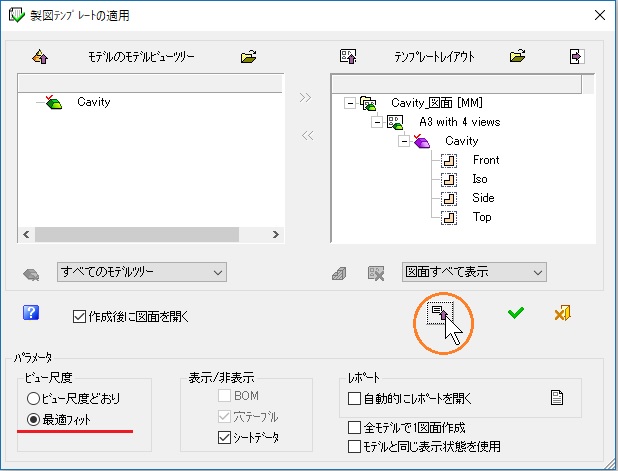 製図ﾃﾝﾌﾟﾚｰﾄの適用
モデルのモデルビューツリー
テンプレートレイアウト
Cavity
Cavity_図面 [MM]
A3 with 4 views
Cavity
Front
Iso
Side
Top
すべてのモデルツリー
図面すべて表示
作成後に図面を開く
パラメータ
ビュー尺度
ビュー尺度どおり
最適フィット
表示/非表示
BOM
穴テーブル
シートデータ
レポート
自動的にレポートを開く
全モデルで1図面作成
モデルと同じ表示状態を使用